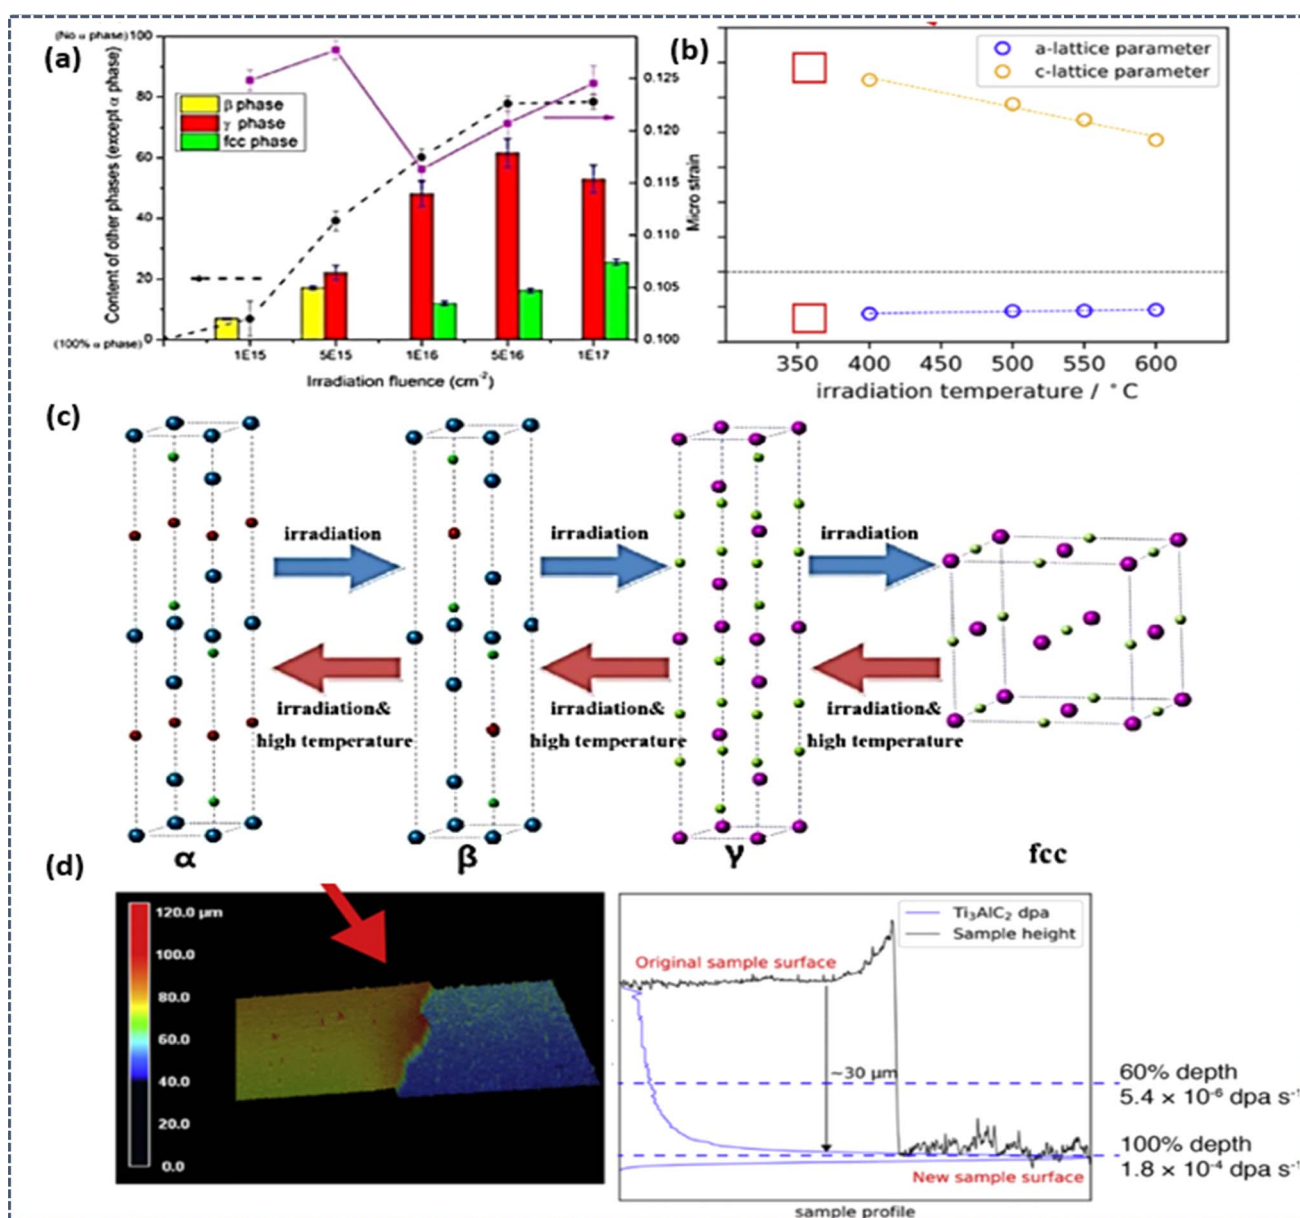 (a)
(No α phase) 100
80
60
40
20
0
(100% α phase)
Content of other phases (except α phase)
β phase
γ phase
fcc phase
0.125
0.120
0.115
0.110
0.105
0.100
Micro strain
1E15 5E15 1E16 5E16 1E17
Irradiation fluence (cm-2)
(b)
a-lattice parameter
c-lattice parameter
350 400 450 500 550 600
irradiation temperature / °C
(c)
irradiation irradiation irradiation
irradiation& irradiation& irradiation&
high temperature high temperature high temperature
α β γ fcc
(d)
120.0 µm
100.0
80.0
60.0
40.0
20.0
0.0
Ti3AlC2 dpa
Sample height
Original sample surface
~30 µm
60% depth
5.4 × 10-6 dpa s-1
100% depth
1.8 × 10-4 dpa s-1
New sample surface
sample profile